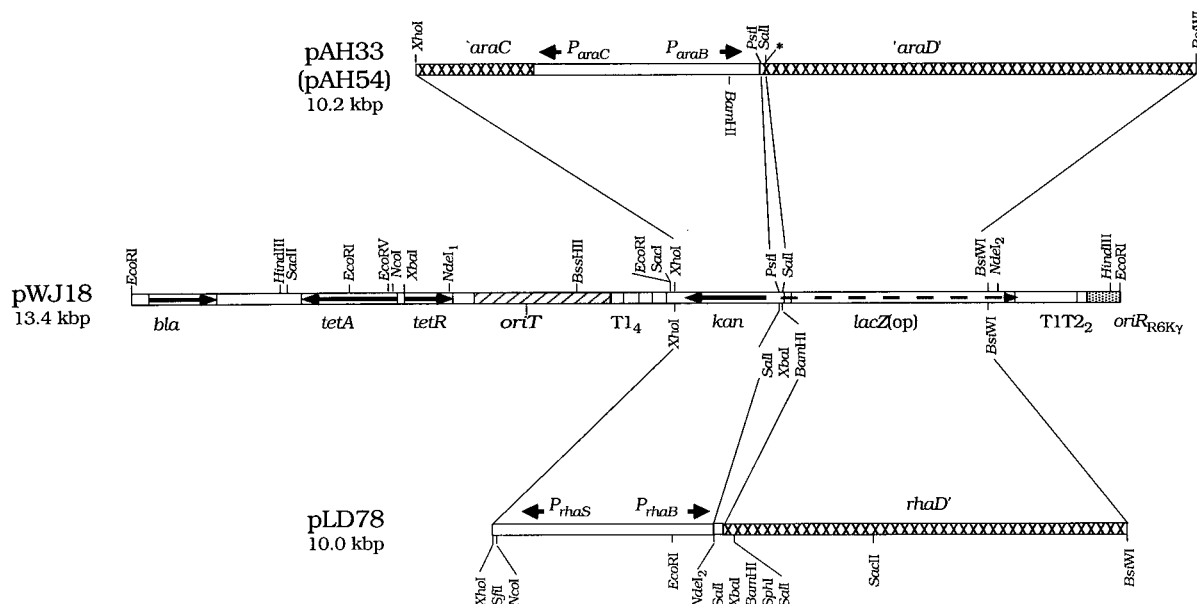 XhoI
`araC
ParaC
ParaB
PstI
SalI
*
'araD'
BsiWI
pAH33
(pAH54)
10.2 kbp
BamHI
EcoRI
HindIII
SacII
EcoRI
EcoRV
NcoI
XbaI
NdeI1
BssHII
EcoRI
SacI
XhoI
PstI
SalI
BsiWI
NdeI2
HindIII
EcoRI
pWJ18
13.4 kbp
bla
tetA
tetR
oriT
T14
XhoI
kan
lacZ(op)
BsiWI
T1T22
oriRR6Kγ
SalI
XbaI
BamHI
pLD78
10.0 kbp
PrhaS
PrhaB
rhaD'
XhoI
SfiI
NcoI
EcoRI
NdeI2
SalI
XbaI
BamHI
SphI
SalI
SacII
BsiWI